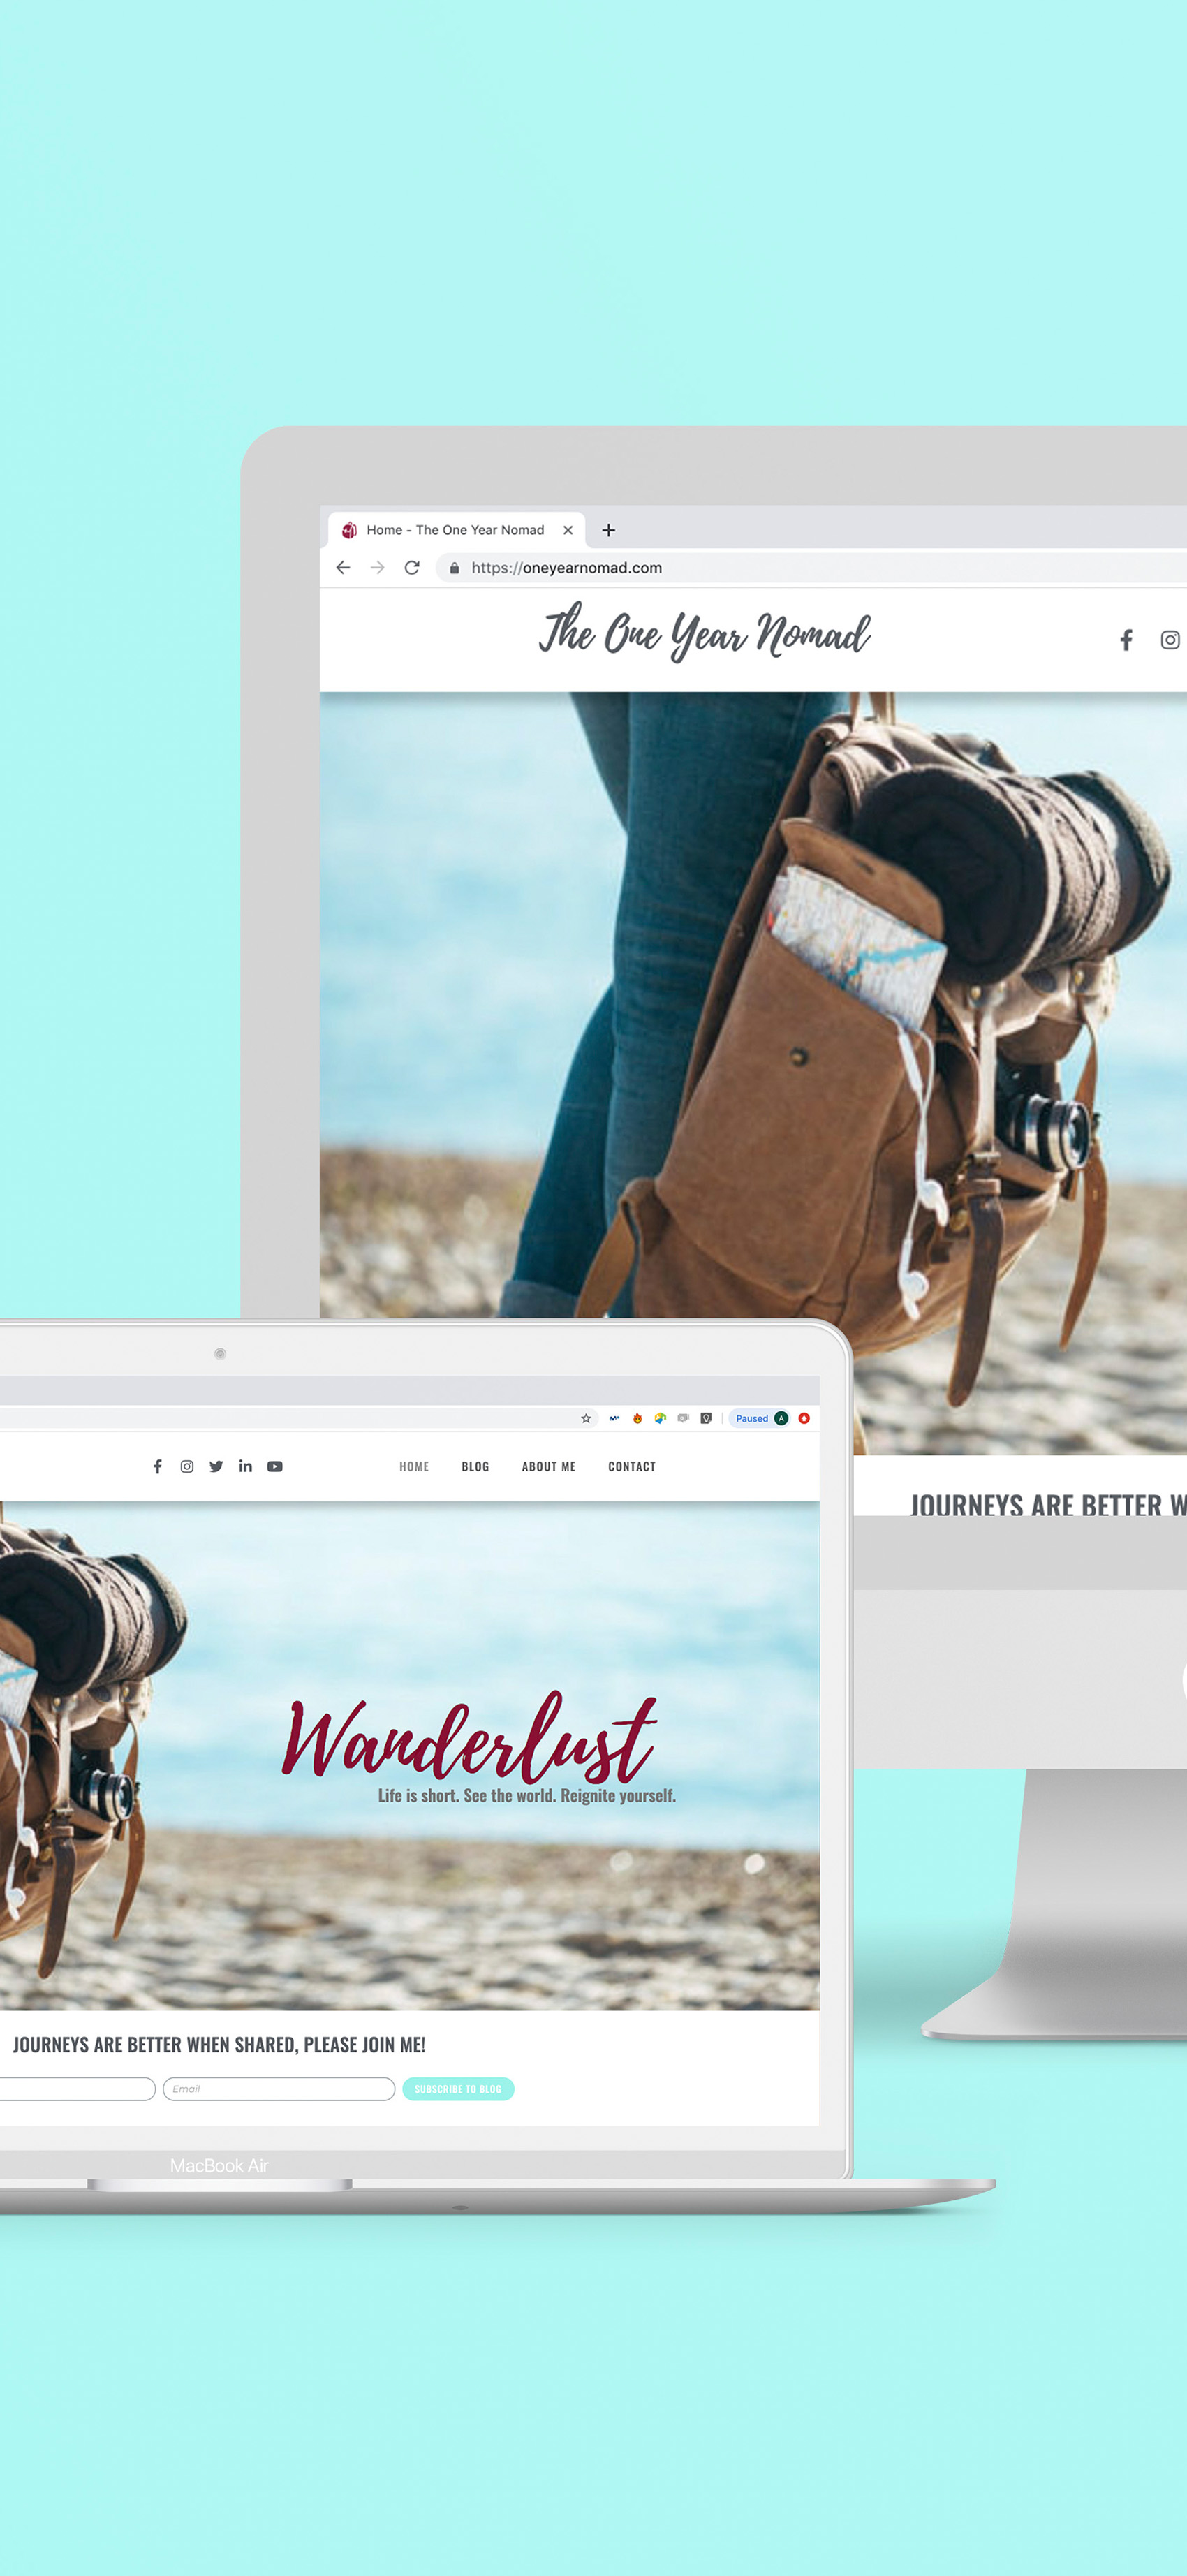 Home - The One Year Nomad
https://oneyearnomad.com
The One Year Nomad
JOURNEYS ARE BETTER W
Paused A
HOME BLOG ABOUT ME CONTACT
Wanderlust
Life is short. See the world. Reignite yourself.
JOURNEYS ARE BETTER WHEN SHARED, PLEASE JOIN ME!
Email SUBSCRIBE TO BLOG
MacBook Air